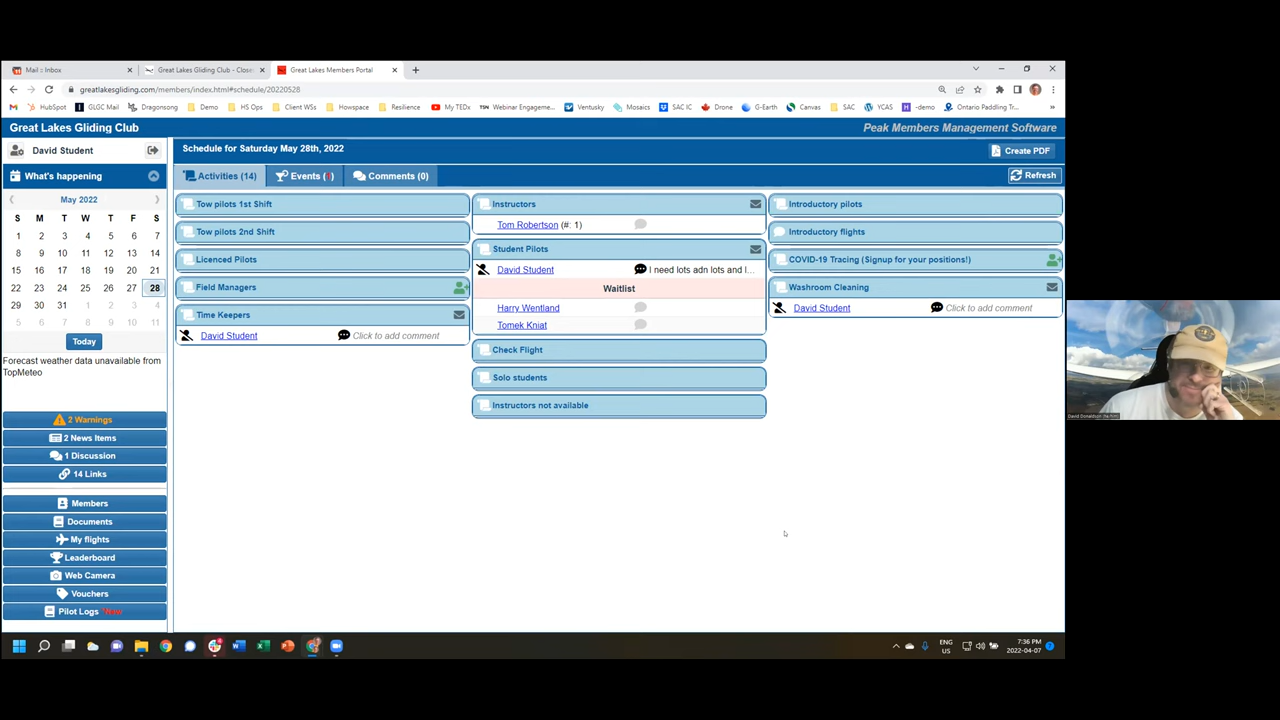 Mail :: Inbox
Great Lakes Gliding Club - Close
Great Lakes Members Portal
greatlakesgliding.com/members/index.html#schedule/20220528
HubSpot
GLGC Mail
Dragonsong
Demo
HS Ops
Client WSs
Howspace
Resilience
My TEDx
TSN Webinar Engageme...
Ventusky
Mosaics
SAC IC
Drone
G-Earth
Canvas
SAC
YCAS
-demo
Ontario Paddling Tr...
Great Lakes Gliding Club
Peak Members Management Software
David Student
What's happening
May 2022
S M T W T F S
1 2 3 4 5 6 7
8 9 10 11 12 13 14
15 16 17 18 19 20 21
22 23 24 25 26 27 28
29 30 31 1 2 3 4
5 6 7 8 9 10 11
Today
Forecast weather data unavailable from
TopMeteo
2 Warnings
2 News Items
1 Discussion
14 Links
Members
Documents
My flights
Leaderboard
Web Camera
Vouchers
Pilot Logs *New
Schedule for Saturday May 28th, 2022
Create PDF
Activities (14)
Events
Comments (0)
Refresh
Tow pilots 1st Shift
Tow pilots 2nd Shift
Licenced Pilots
Field Managers
Time Keepers
David Student
Click to add comment
Instructors
Tom Robertson (#: 1)
Student Pilots
David Student
I need lots adn lots and l...
Waitlist
Harry Wentland
Tomek Kniat
Check Flight
Solo students
Instructors not available
Introductory pilots
Introductory flights
COVID-19 Tracing (Signup for your positions!)
Washroom Cleaning
David Student
Click to add comment
David Donaldson
ENG
US
7:36 PM
2022-04-07